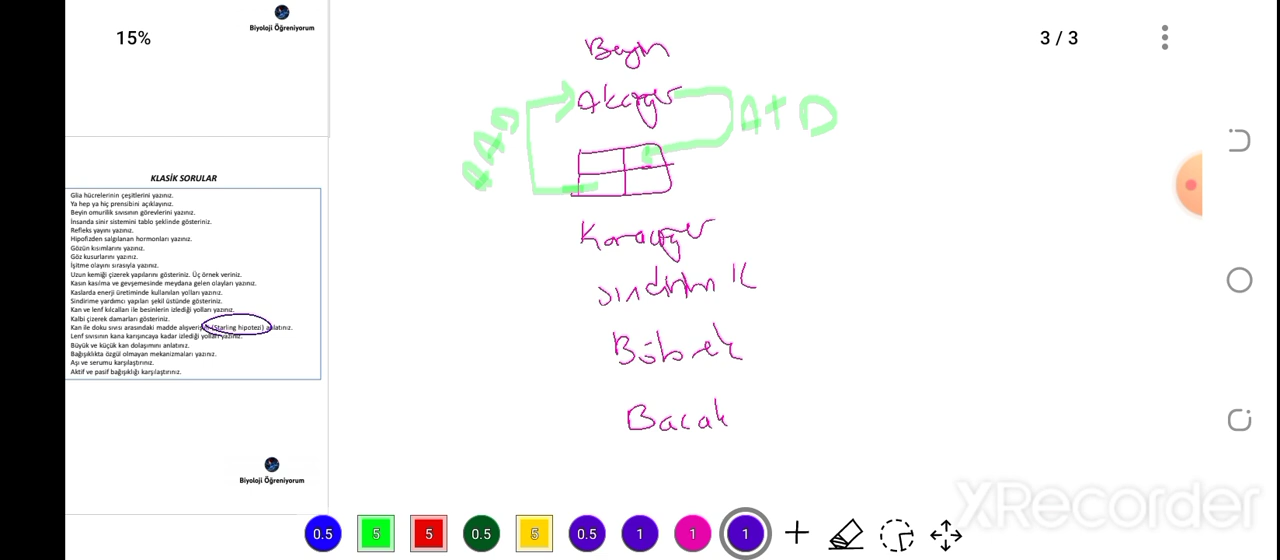 15%
Biyoloji Öğreniyorum
3 / 3
Beyin
Akciğer
AAD
ATD
Karaciğer
sindirim K
Böbrek
Bacak
KLASİK SORULAR
Glia hücrelerinin çeşitlerini yazınız.
Ya hep ya hiç prensibini açıklayınız.
Beyin omurilik sıvısının görevlerini yazınız.
İnsanda sinir sistemini tablo şeklinde gösteriniz.
Refleks yayını yazınız.
Hipofizden salgılanan hormonları yazınız.
Gözün kısımlarını yazınız.
Göz kusurlarını yazınız.
İşitme olayını sırasıyla yazınız.
Uzun kemiği çizerek yapılarını gösteriniz. Üç örnek veriniz.
Kasın kasılma ve gevşemesinde meydana gelen olayları yazınız.
Kaslarda enerji üretiminde kullanılan yolları yazınız.
Sindirime yardımcı yapıları şekil üstünde gösteriniz.
Kan ve lenf kılcalları ile besinlerin izlediği yolları yazınız.
Kalbi çizerek damarları gösteriniz.
Kan ile doku sıvısı arasındaki madde alışverişini (Starling hipotezi) anlatınız.
Lenf sıvısının kana karışıncaya kadar izlediği yolları yazınız.
Büyük ve küçük kan dolaşımını anlatınız.
Bağışıklıkta özgül olmayan mekanizmaları yazınız.
Aşı ve serumu karşılaştırınız.
Aktif ve pasif bağışıklığı karşılaştırınız.
Biyoloji Öğreniyorum
XRecorder
0.5 5 5 0.5 5 0.5 1 1 1